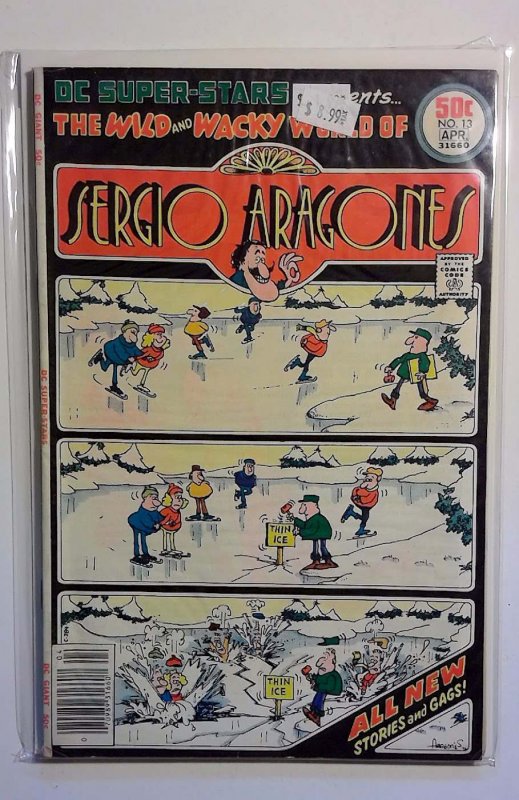 DC SUPER-STARS
THE WILD AND WACKY WORLD OF
$ 8.99
50¢
NO. 13
APR.
31660
SERGIO ARAGONES
APPROVED
BY THE
COMICS
CODE
AUTHORITY
DC GIANT 50¢
DC SUPER-STARS
DC GIANT 50¢
THIN
ICE
THIN
ICE
04
0
ALL NEW
STORIES and GAGS!